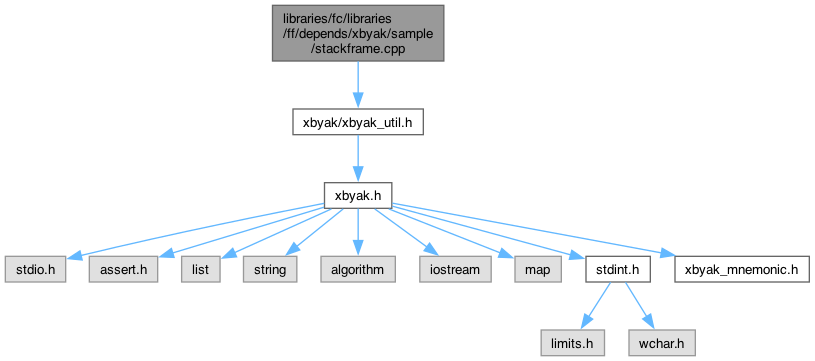 libraries/fc/libraries
/ff/depends/xbyak/sample
/stackframe.cpp
xbyak/xbyak_util.h
xbyak.h
stdio.h
assert.h
list
string
algorithm
iostream
map
stdint.h
xbyak_mnemonic.h
limits.h
wchar.h